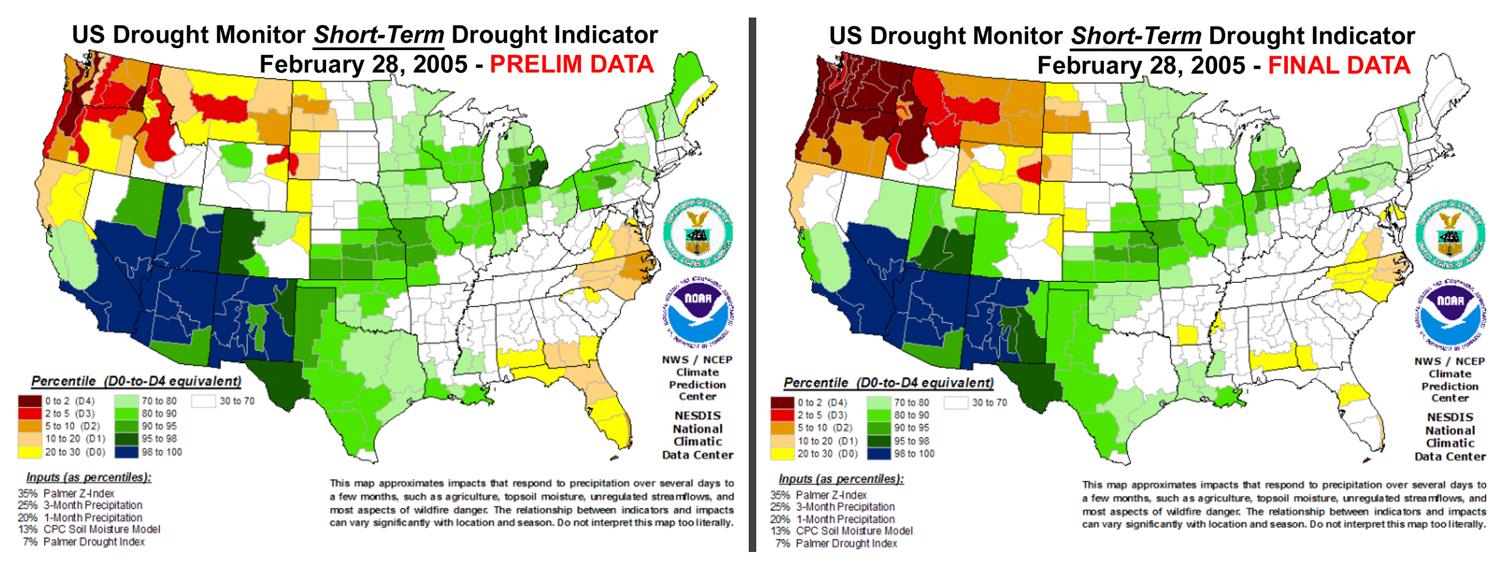 US Drought Monitor Short-Term Drought Indicator
February 28, 2005 - PRELIM DATA
NOAA
NWS / NCEP
Climate
Prediction
Center
NESDIS
National
Climatic
Data Center
Percentile (D0-to-D4 equivalent)
0 to 2 (D4)
2 to 5 (D3)
5 to 10 (D2)
10 to 20 (D1)
20 to 30 (D0)
70 to 80
80 to 90
90 to 95
95 to 98
98 to 100
30 to 70
Inputs (as percentiles):
35% Palmer Z-Index
25% 3-Month Precipitation
20% 1-Month Precipitation
13% CPC Soil Moisture Model
7% Palmer Drought Index
This map approximates impacts that respond to precipitation over several days to
a few months, such as agriculture, topsoil moisture, unregulated streamflows, and
most aspects of wildfire danger. The relationship between indicators and impacts
can vary significantly with location and season. Do not interpret this map too literally.
US Drought Monitor Short-Term Drought Indicator
February 28, 2005 - FINAL DATA
NOAA
NWS / NCEP
Climate
Prediction
Center
NESDIS
National
Climatic
Data Center
Percentile (D0-to-D4 equivalent)
0 to 2 (D4)
2 to 5 (D3)
5 to 10 (D2)
10 to 20 (D1)
20 to 30 (D0)
70 to 80
80 to 90
90 to 95
95 to 98
98 to 100
30 to 70
Inputs (as percentiles):
35% Palmer Z-Index
25% 3-Month Precipitation
20% 1-Month Precipitation
13% CPC Soil Moisture Model
7% Palmer Drought Index
This map approximates impacts that respond to precipitation over several days to
a few months, such as agriculture, topsoil moisture, unregulated streamflows, and
most aspects of wildfire danger. The relationship between indicators and impacts
can vary significantly with location and season. Do not interpret this map too literally.